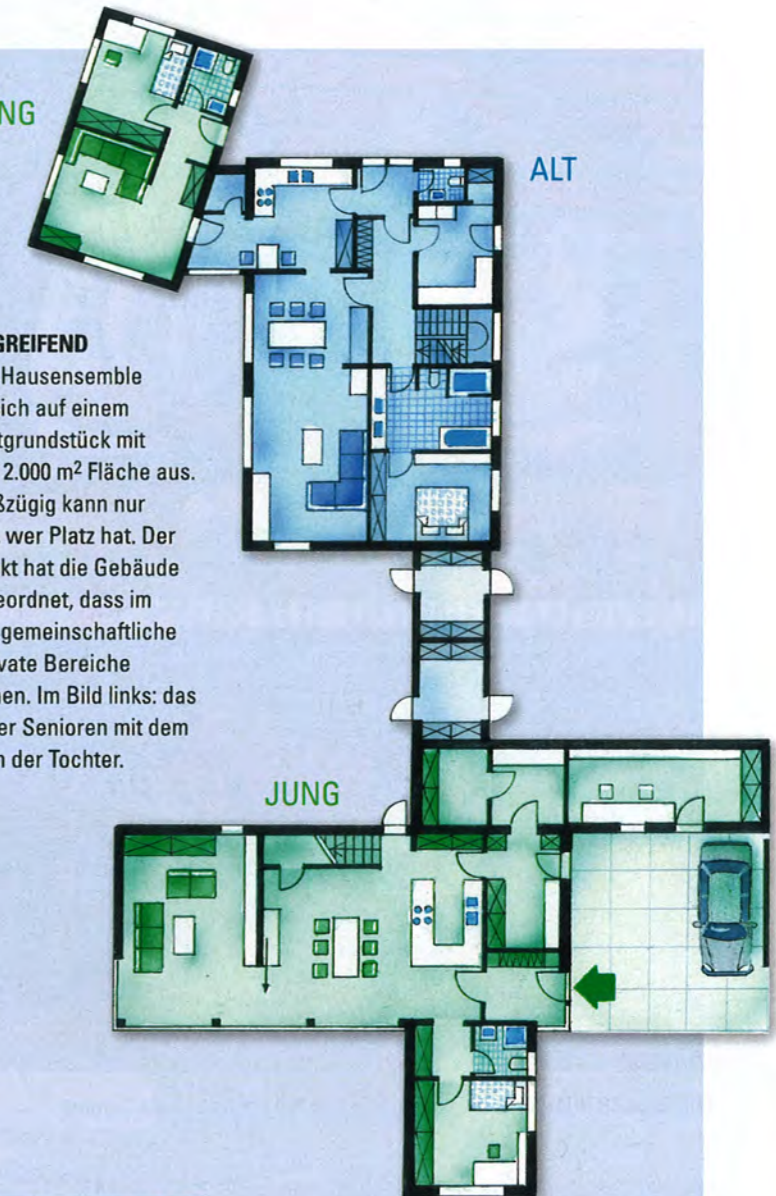 NG
ALT
GREIFEND
Hausensemble
ich auf einem
tgrundstück mit
2.000 m² Fläche aus.
ßzügig kann nur
wer Platz hat. Der
kt hat die Gebäude
eordnet, dass im
gemeinschaftliche
vate Bereiche
nen. Im Bild links: das
er Senioren mit dem
n der Tochter.
JUNG